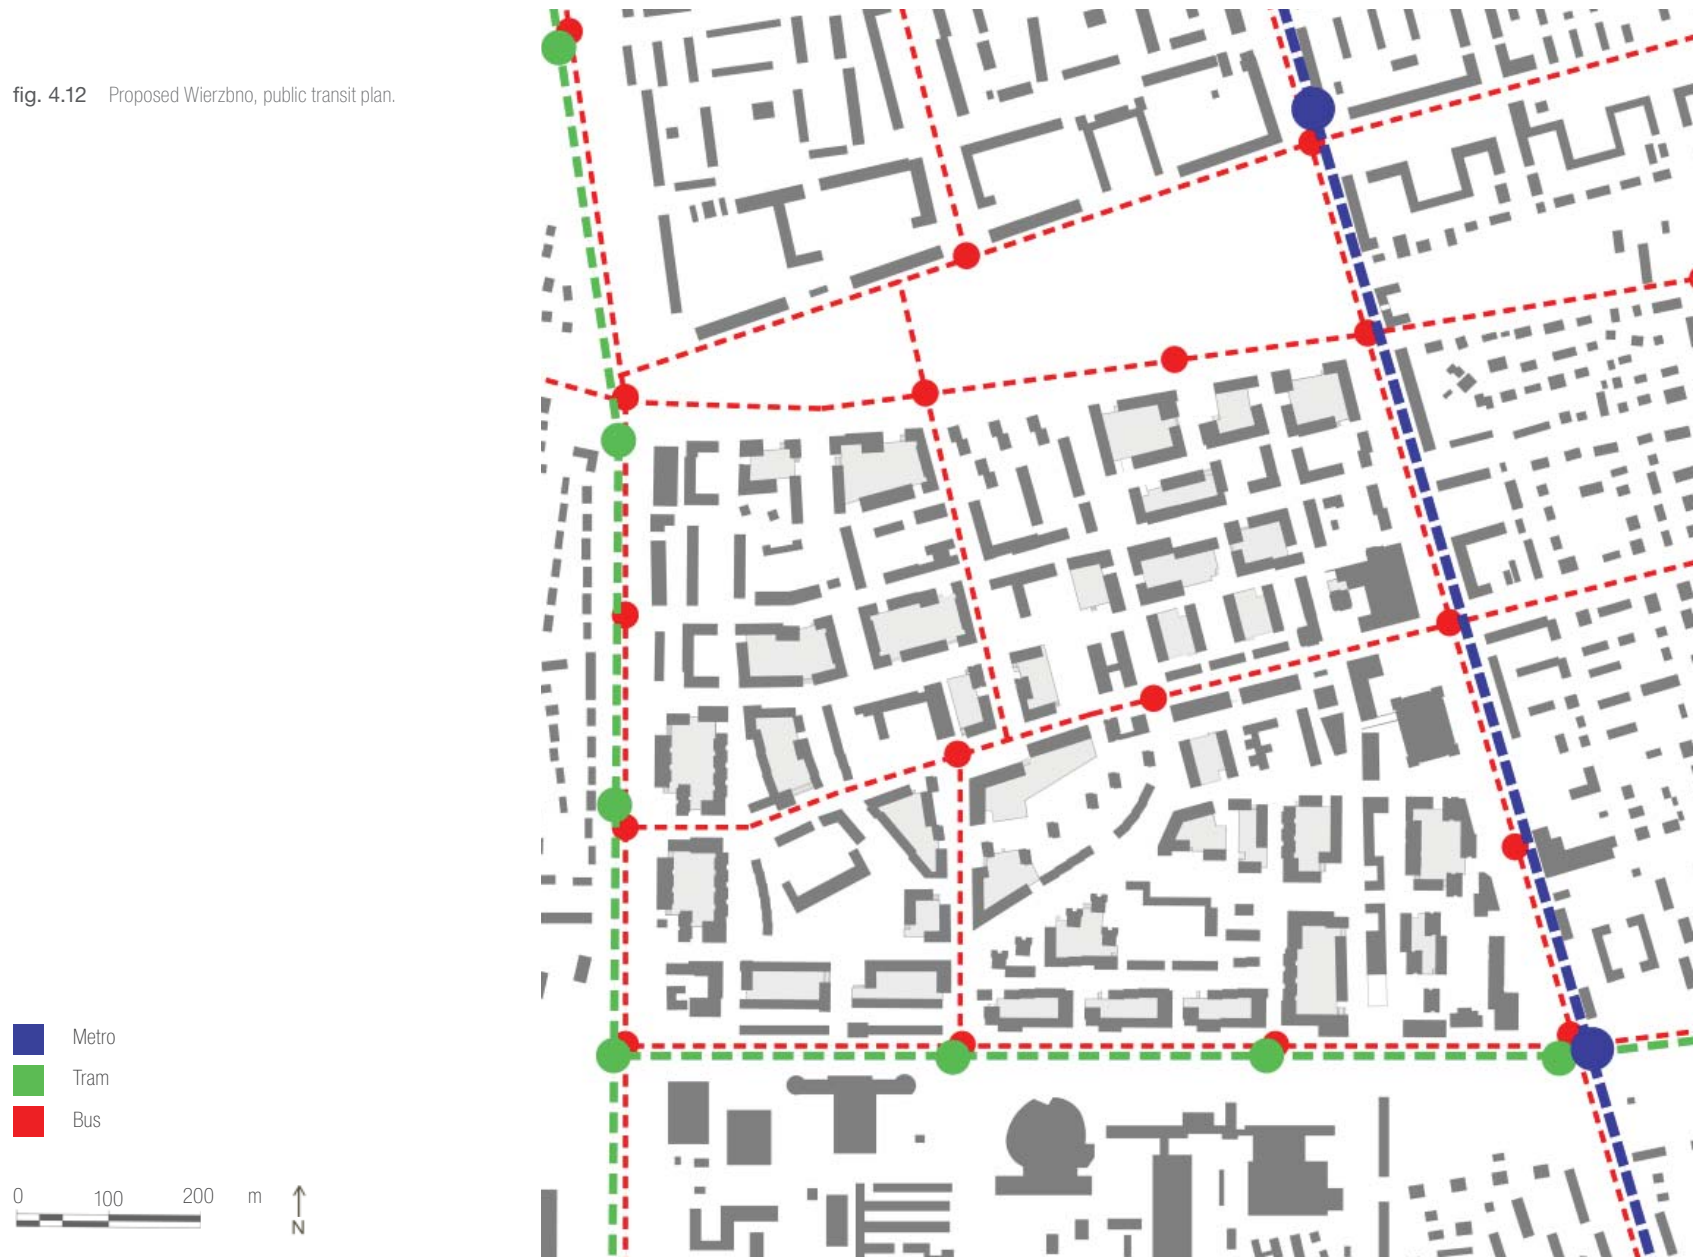 fig. 4.12 Proposed Wierzbno, public transit plan.
Metro
Tram
Bus
0 100 200 m
N